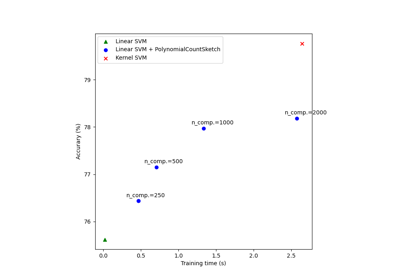 Linear SVM
Linear SVM + PolynomialCountSketch
Kernel SVM
79
78
77
76
Accurary (%)
n_comp.=2000
n_comp.=1000
n_comp.=500
n_comp.=250
0.0 0.5 1.0 1.5 2.0 2.5
Training time (s)